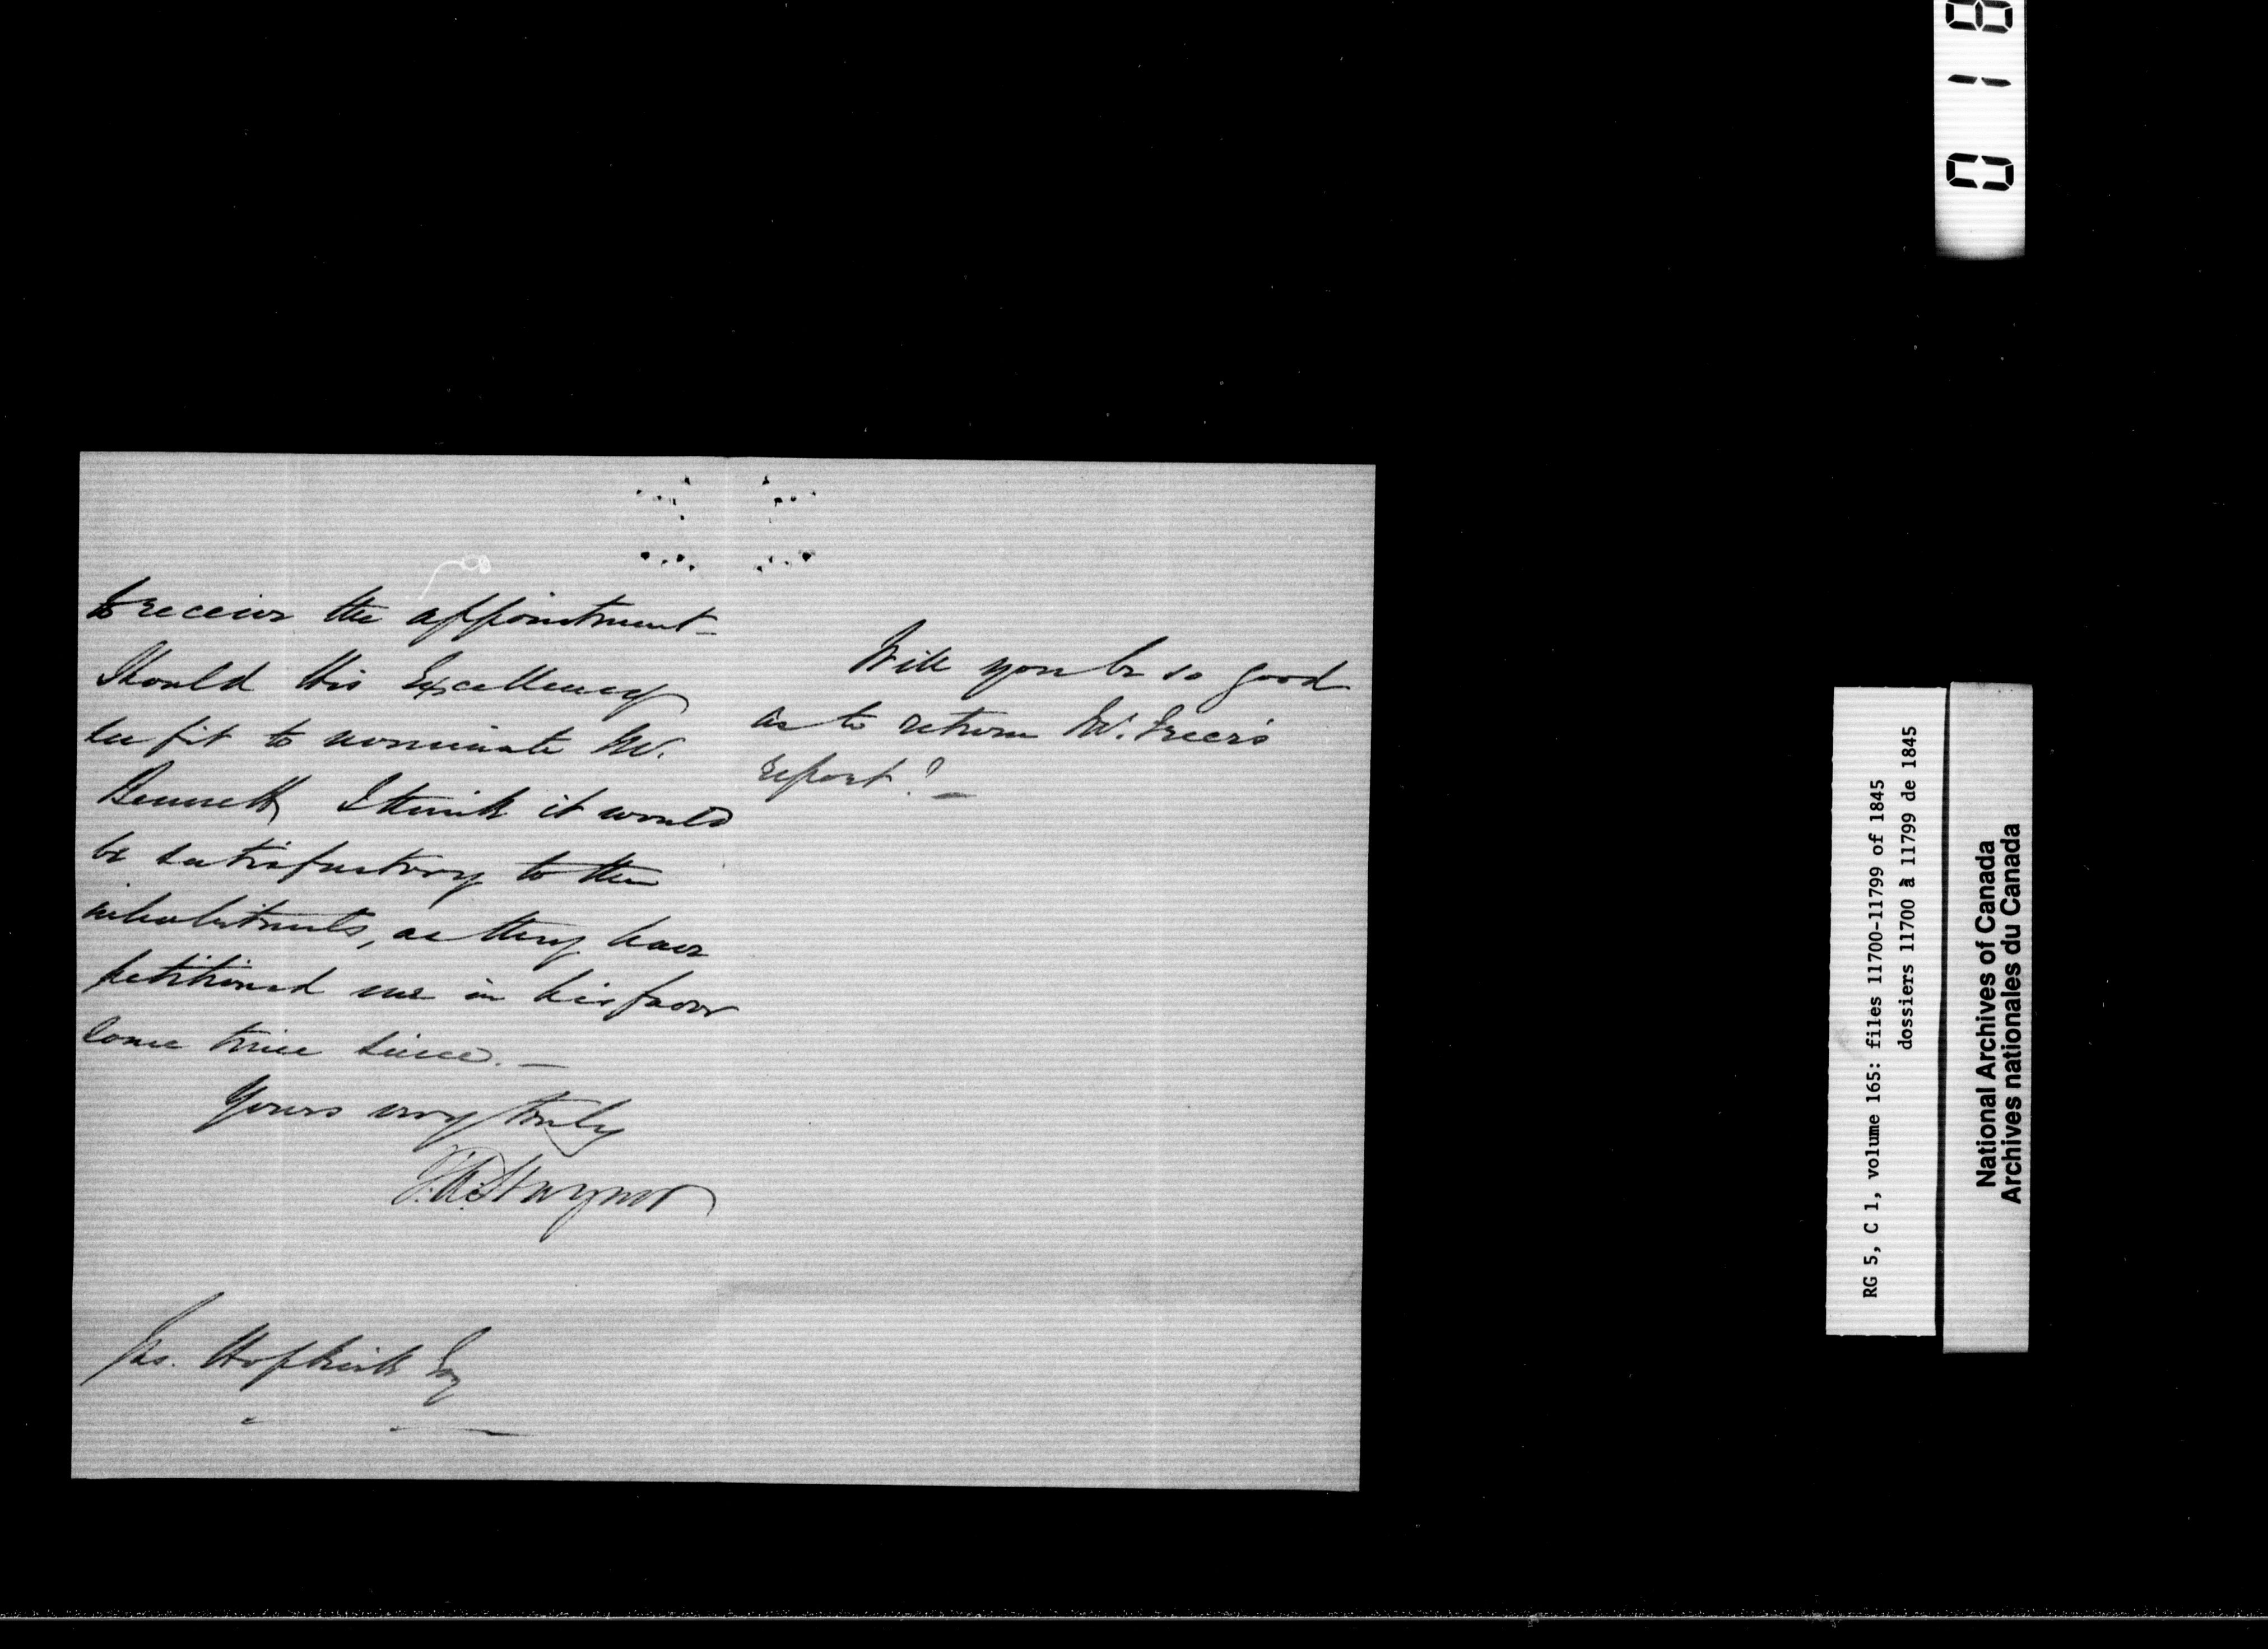 to receive the appointment –
Should His Excellency
see fit to nominate Mr.
Bennett I think it would
be satisfactory to the
inhabitants, as they have
petitioned me in his favor
some time since. –
Yours very truly
T.A. Stayner
Jas. Hopkirk Esq
Will you be so good
as to return Mr. Freer's
report? –
018
RG 5, C 1, volume 165: files 11700-11799 of 1845
dossiers 11700 à 11799 de 1845
National Archives of Canada
Archives nationales du Canada